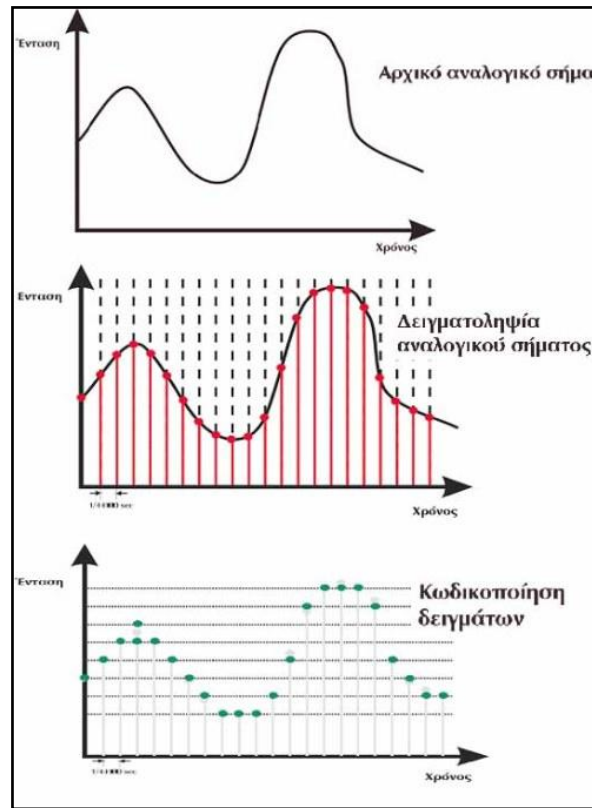 Ένταση
Αρχικό αναλογικό σήμα
Χρόνος
Ένταση
Δειγματοληψία
αναλογικού σήματος
Χρόνος
Ένταση
Κωδικοποίηση
δειγμάτων
Χρόνος